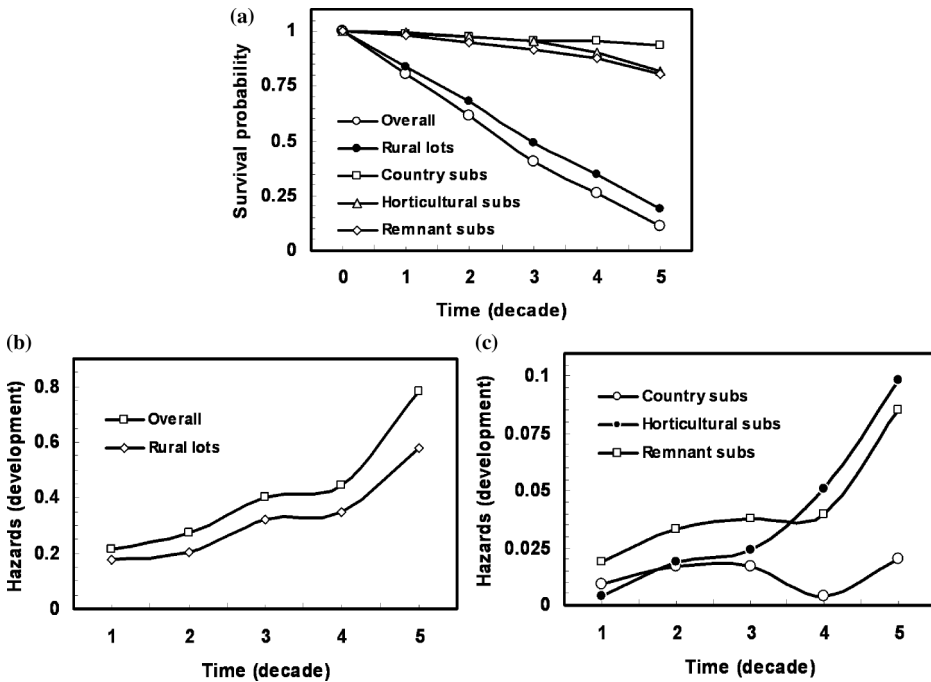 (a)
Survival probability
1
0.75
0.5
0.25
0
Overall
Rural lots
Country subs
Horticultural subs
Remnant subs
0 1 2 3 4 5
Time (decade)
(b)
Hazards (development)
0.8
0.6
0.4
0.2
0
Overall
Rural lots
1 2 3 4 5
Time (decade)
(c)
Hazards (development)
0.1
0.075
0.05
0.025
0
Country subs
Horticultural subs
Remnant subs
1 2 3 4 5
Time (decade)